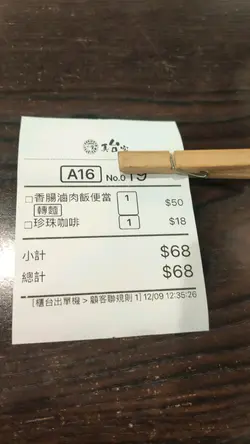 A16 No.019
□香腸滷肉飯便當 1 $50
轉麵
□珍珠咖啡 1 $18
小計 $68
總計 $68
[櫃台出單機 > 顧客聯規則 1] 12/09 12:35:26